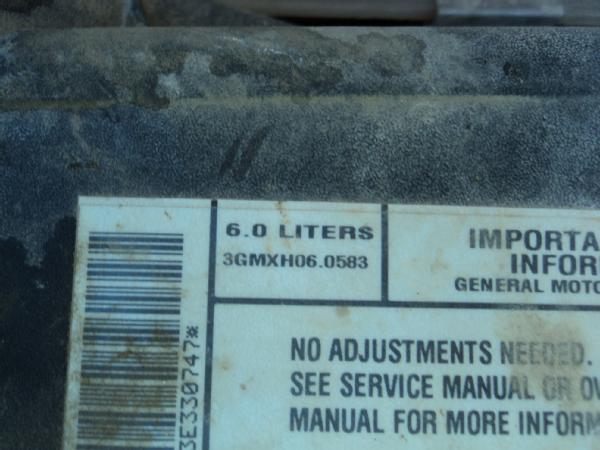 6.0 LITERS
3GMXH06.0583
IMPORTA
INFOR
GENERAL MOTO
NO ADJUSTMENTS NEEDED.
SEE SERVICE MANUAL OR OV
MANUAL FOR MORE INFORM
3E330747*